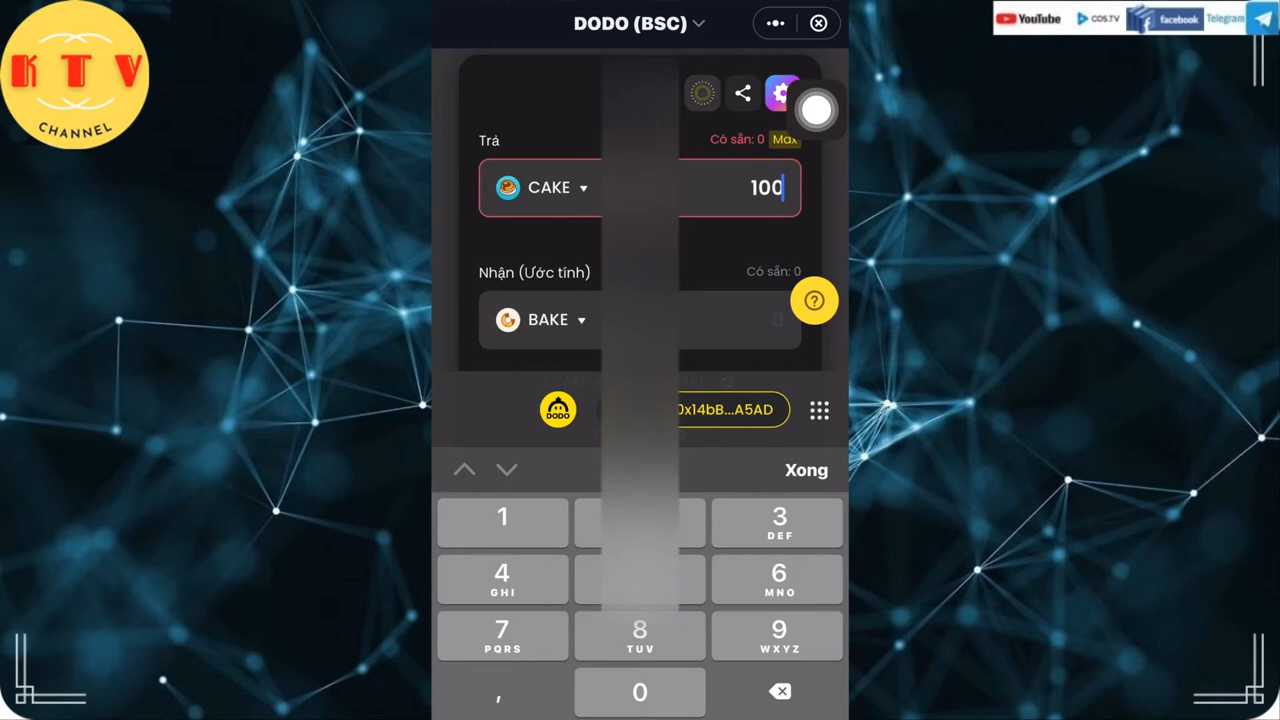 KTV
CHANNEL
YouTube COS.TV facebook Telegram
DODO (BSC)
Trả Có sẵn: 0 Max
CAKE 100
Nhận (Ước tính) Có sẵn: 0
BAKE 0
DODO 0x14bB...A5AD
Xong
1 3
DEF
4 6
GHI MNO
7 8 9
PQRS TUV WXYZ
, 0